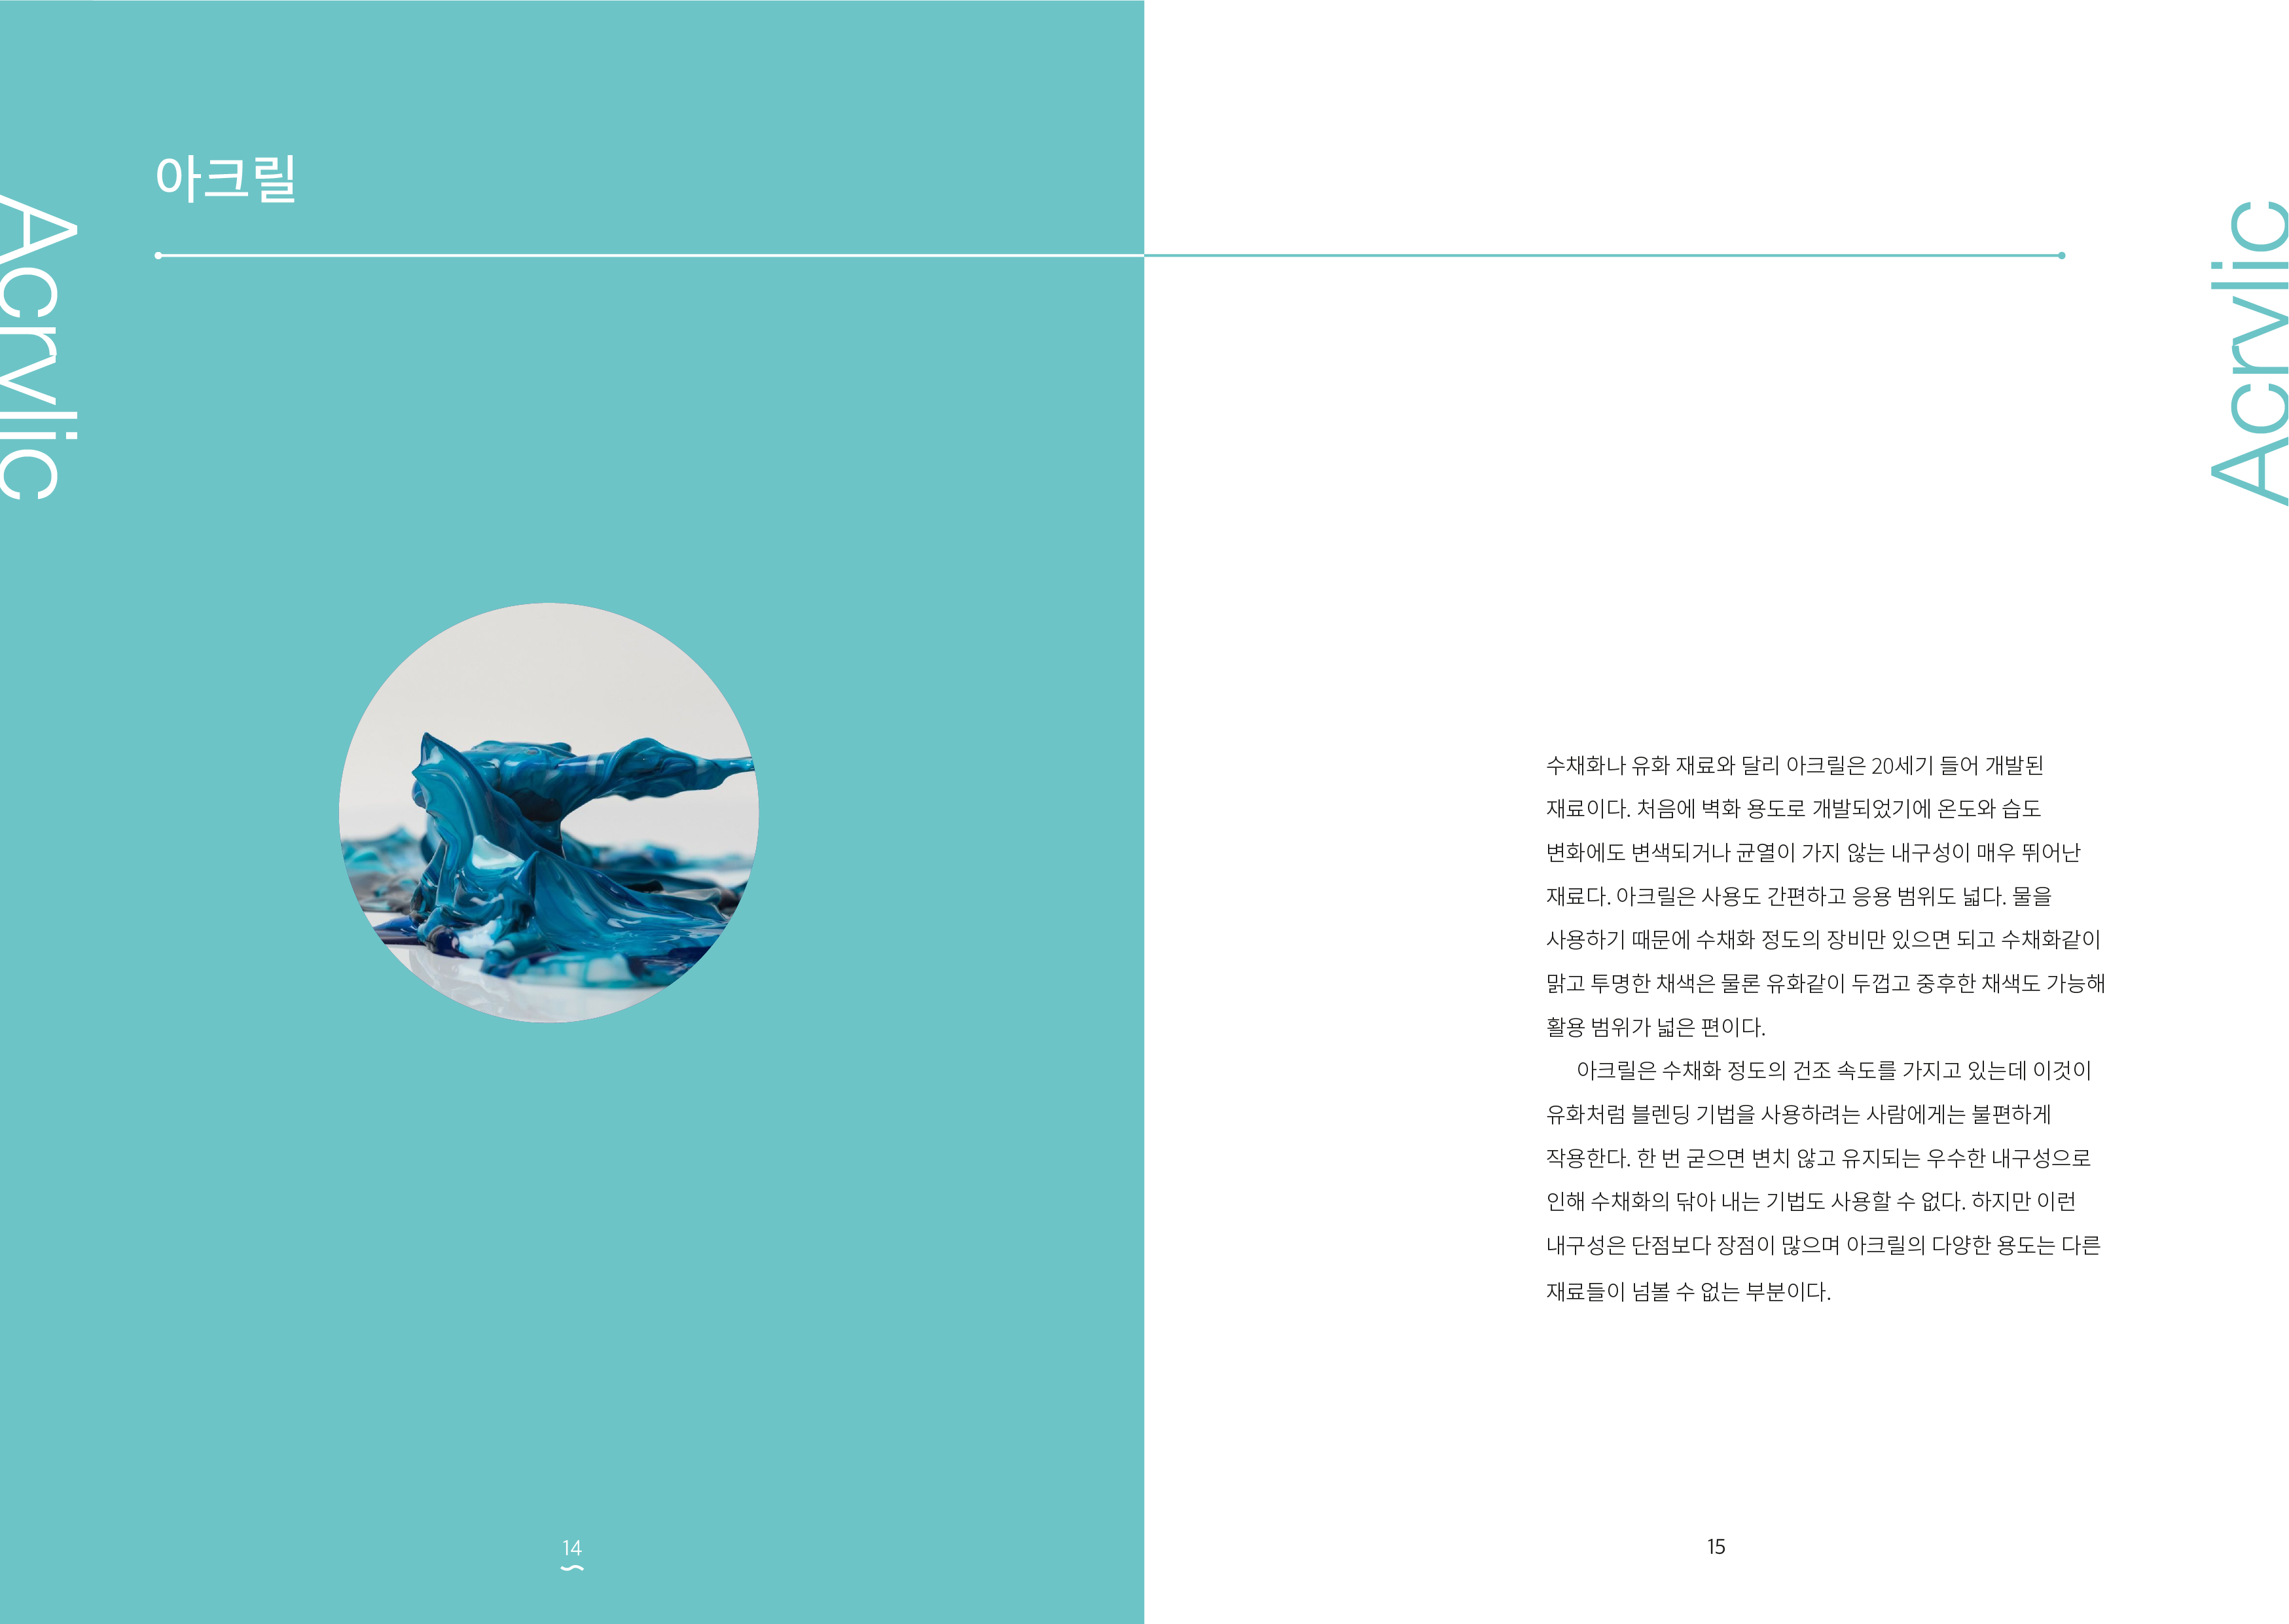 아크릴
Acrylic
14
Acrylic
수채화나 유화 재료와 달리 아크릴은 20세기 들어 개발된
재료이다. 처음에 벽화 용도로 개발되었기에 온도와 습도
변화에도 변색되거나 균열이 가지 않는 내구성이 매우 뛰어난
재료다. 아크릴은 사용도 간편하고 응용 범위도 넓다. 물을
사용하기 때문에 수채화 정도의 장비만 있으면 되고 수채화같이
맑고 투명한 채색은 물론 유화같이 두껍고 중후한 채색도 가능해
활용 범위가 넓은 편이다.
아크릴은 수채화 정도의 건조 속도를 가지고 있는데 이것이
유화처럼 블렌딩 기법을 사용하려는 사람에게는 불편하게
작용한다. 한 번 굳으면 변치 않고 유지되는 우수한 내구성으로
인해 수채화의 닦아 내는 기법도 사용할 수 없다. 하지만 이런
내구성은 단점보다 장점이 많으며 아크릴의 다양한 용도는 다른
재료들이 넘볼 수 없는 부분이다.
15